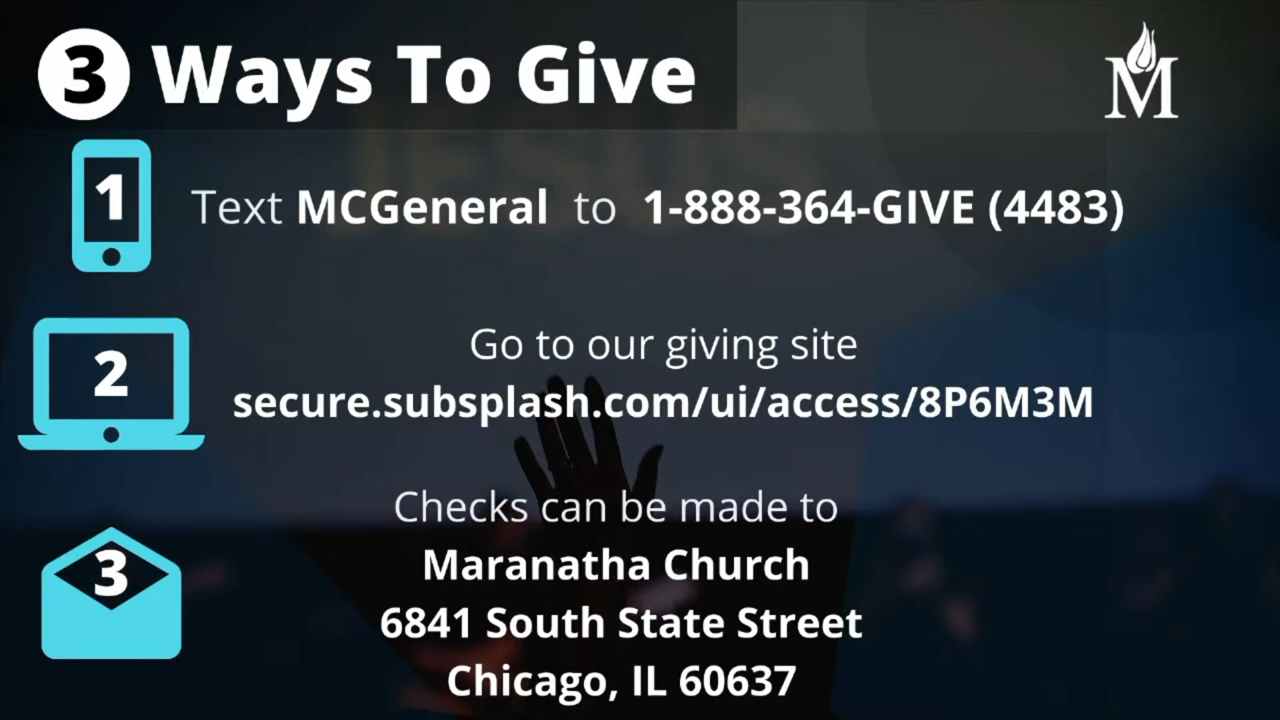 3 Ways To Give
M
1
Text MCGeneral to 1-888-364-GIVE (4483)
2
Go to our giving site
secure.subsplash.com/ui/access/8P6M3M
3
Checks can be made to
Maranatha Church
6841 South State Street
Chicago, IL 60637